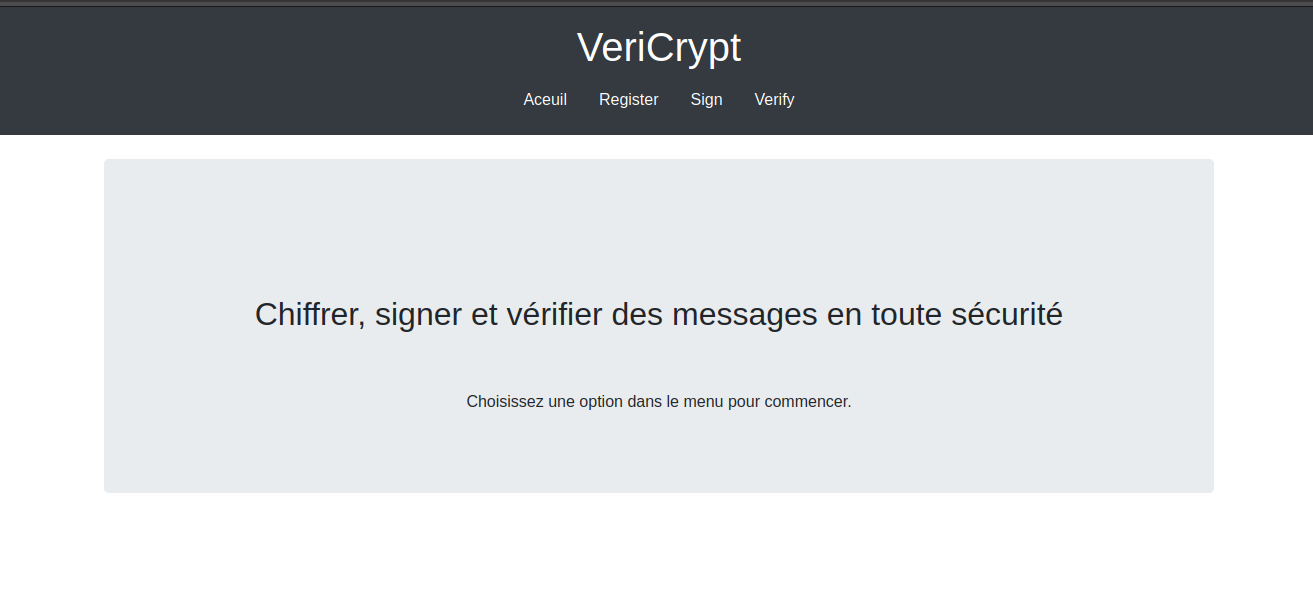 VeriCrypt
Aceuil Register Sign Verify
Chiffrer, signer et vérifier des messages en toute sécurité
Choisissez une option dans le menu pour commencer.